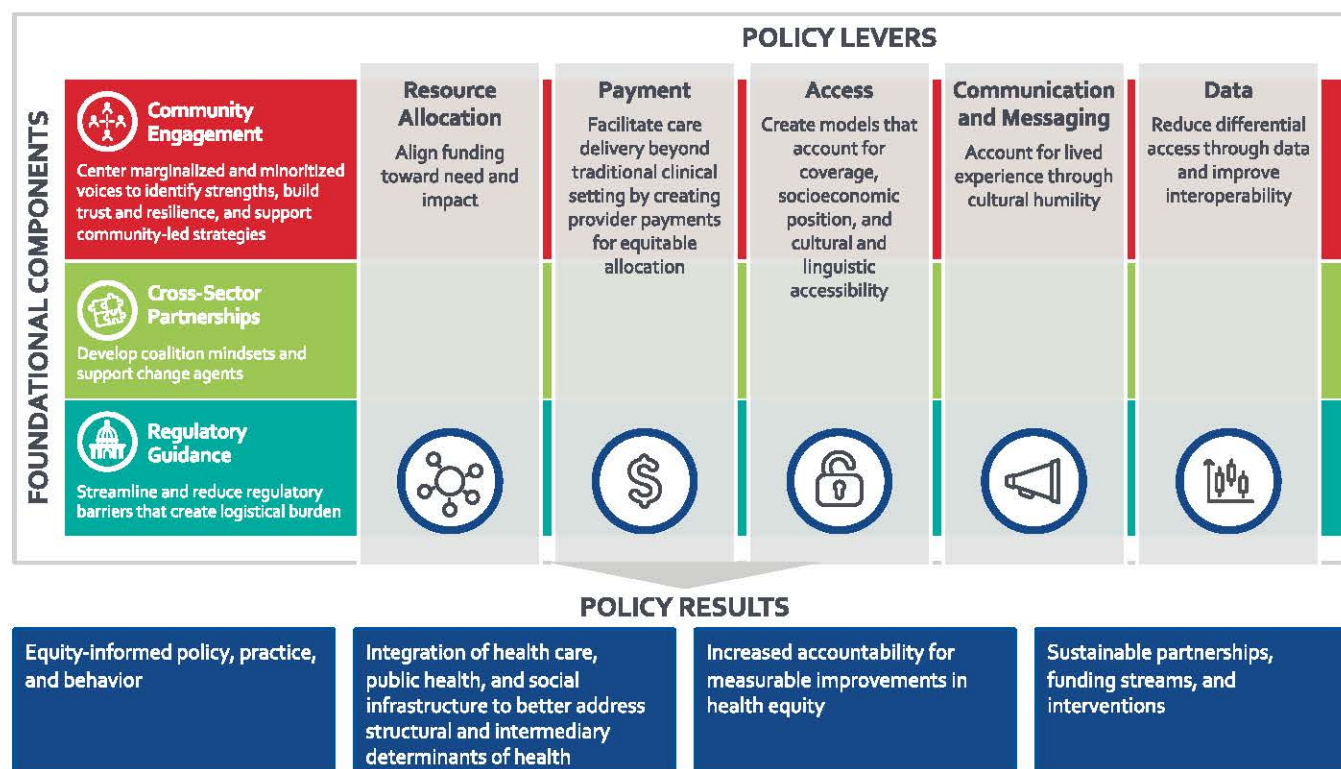 POLICY LEVERS
FOUNDATIONAL COMPONENTS
Community
Engagement
Center marginalized and minoritized
voices to identify strengths, build
trust and resilience, and support
community-led strategies
Cross-Sector
Partnerships
Develop coalition mindsets and
support change agents
Regulatory
Guidance
Streamline and reduce regulatory
barriers that create logistical burden
Resource
Allocation
Align funding
toward need and
impact
Payment
Facilitate care
delivery beyond
traditional clinical
setting by creating
provider payments
for equitable
allocation
$
Access
Create models that
account for
coverage,
socioeconomic
position, and
cultural and
linguistic
accessibility
Communication
and Messaging
Account for lived
experience through
cultural humility
Data
Reduce differential
access through data
and improve
interoperability
POLICY RESULTS
Equity-informed policy, practice,
and behavior
Integration of health care,
public health, and social
infrastructure to better address
structural and intermediary
determinants of health
Increased accountability for
measurable improvements in
health equity
Sustainable partnerships,
funding streams, and
interventions